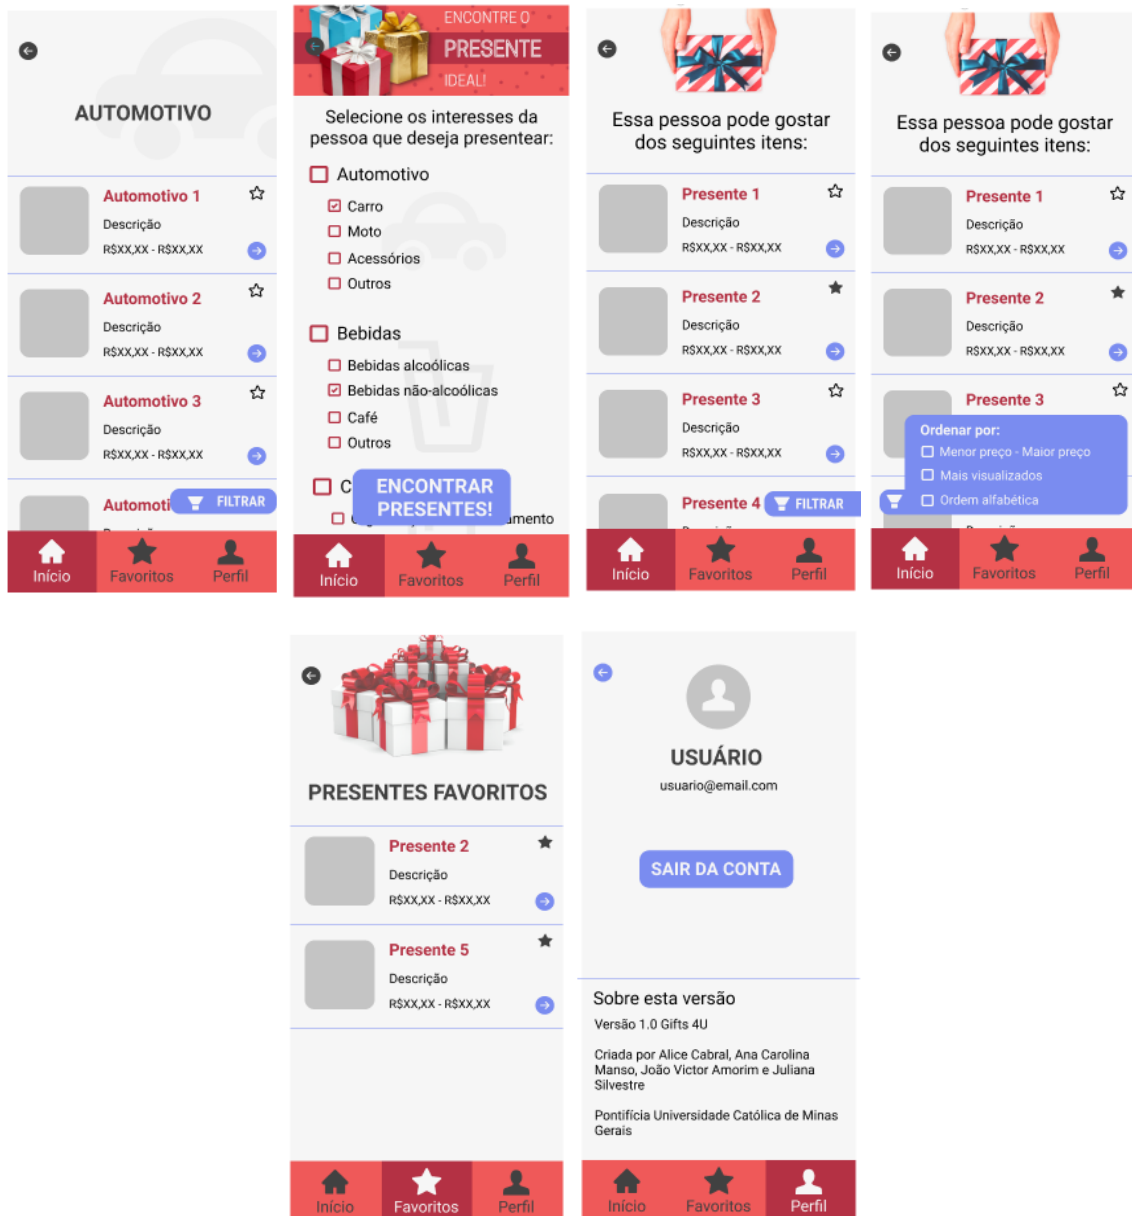 AUTOMOTIVO
Automotivo 1
Descrição
R$XX,XX - R$XX,XX
Automotivo 2
Descrição
R$XX,XX - R$XX,XX
Automotivo 3
Descrição
R$XX,XX - R$XX,XX
Automoti
FILTRAR
Início
Favoritos
Perfil
ENCONTRE O
PRESENTE
IDEAL!
Selecione os interesses da
pessoa que deseja presentear:
Automotivo
Carro
Moto
Acessórios
Outros
Bebidas
Bebidas alcoólicas
Bebidas não-alcoólicas
Café
Outros
C
ENCONTRAR
PRESENTES!
amento
Início
Favoritos
Perfil
Essa pessoa pode gostar
dos seguintes itens:
Presente 1
Descrição
R$XX,XX - R$XX,XX
Presente 2
Descrição
R$XX,XX - R$XX,XX
Presente 3
Descrição
R$XX,XX - R$XX,XX
Presente 4
FILTRAR
Início
Favoritos
Perfil
Essa pessoa pode gostar
dos seguintes itens:
Presente 1
Descrição
R$XX,XX - R$XX,XX
Presente 2
Descrição
R$XX,XX - R$XX,XX
Presente 3
Ordenar por:
Menor preço - Maior preço
Mais visualizados
Ordem alfabética
Início
Favoritos
Perfil
PRESENTES FAVORITOS
Presente 2
Descrição
R$XX,XX - R$XX,XX
Presente 5
Descrição
R$XX,XX - R$XX,XX
Início
Favoritos
Perfil
USUÁRIO
usuario@email.com
SAIR DA CONTA
Sobre esta versão
Versão 1.0 Gifts 4U
Criada por Alice Cabral, Ana Carolina
Manso, João Victor Amorim e Juliana
Silvestre
Pontifícia Universidade Católica de Minas
Gerais
Início
Favoritos
Perfil